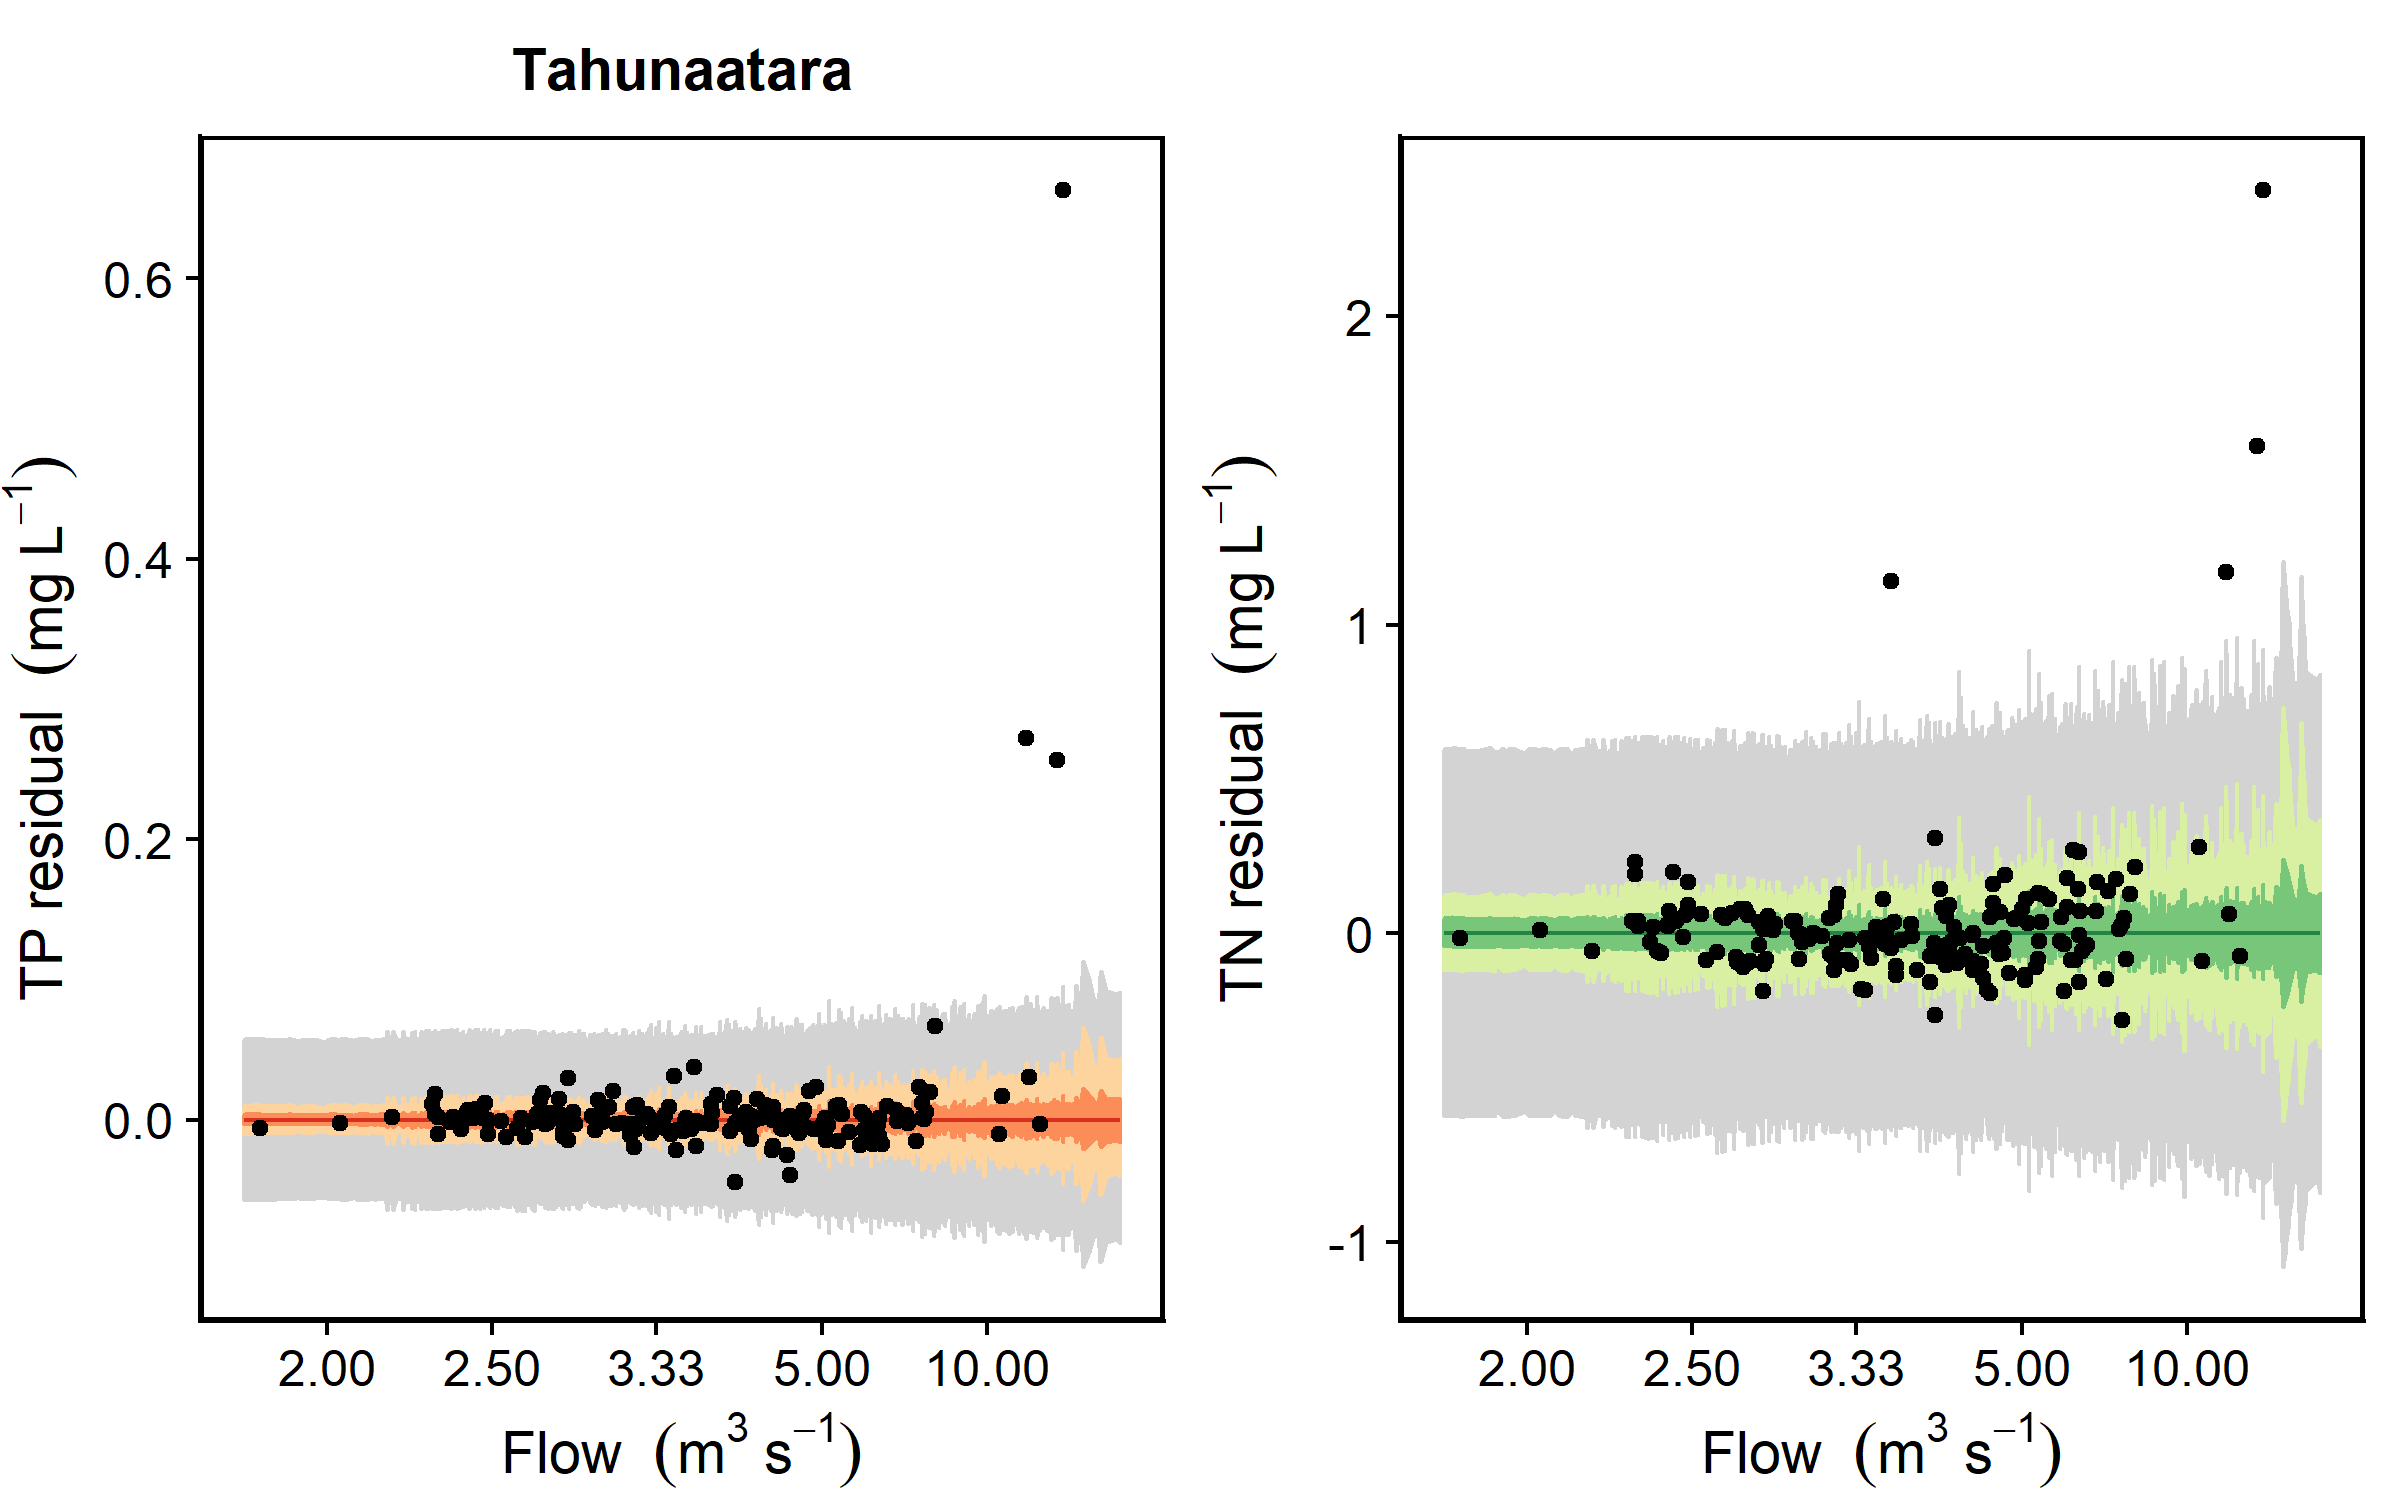 Tahunaatara
TP residual (mg L⁻¹)
0.6
0.4
0.2
0.0
2.00 2.50 3.33 5.00 10.00
Flow (m³ s⁻¹)
TN residual (mg L⁻¹)
2
1
0
-1
2.00 2.50 3.33 5.00 10.00
Flow (m³ s⁻¹)